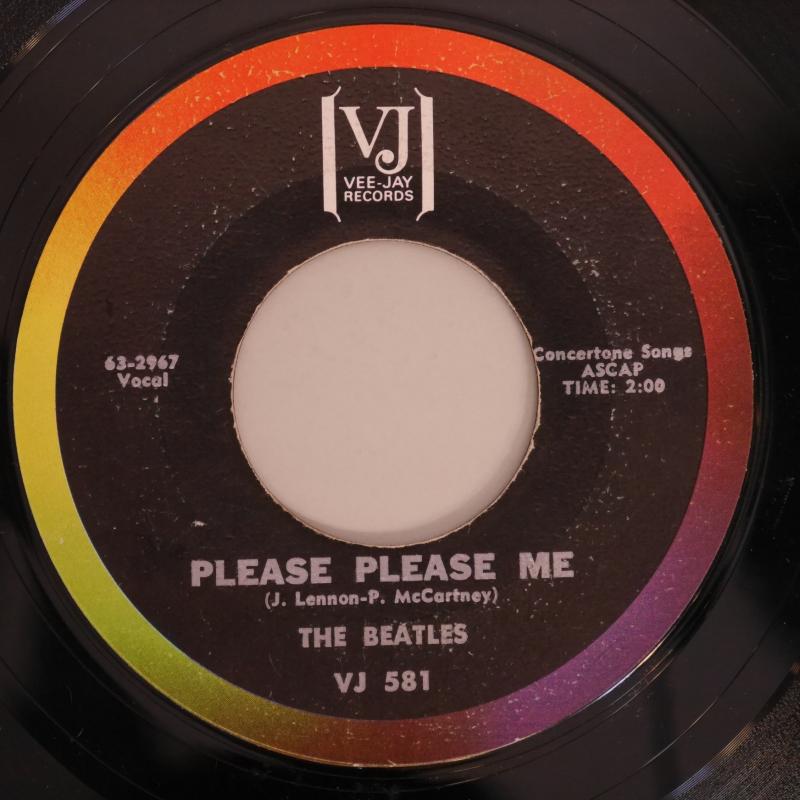 VJ
VEE-JAY
RECORDS
63-2967
Vocal
Concertone Songs
ASCAP
TIME: 2:00
PLEASE PLEASE ME
(J. Lennon-P. McCartney)
THE BEATLES
VJ 581